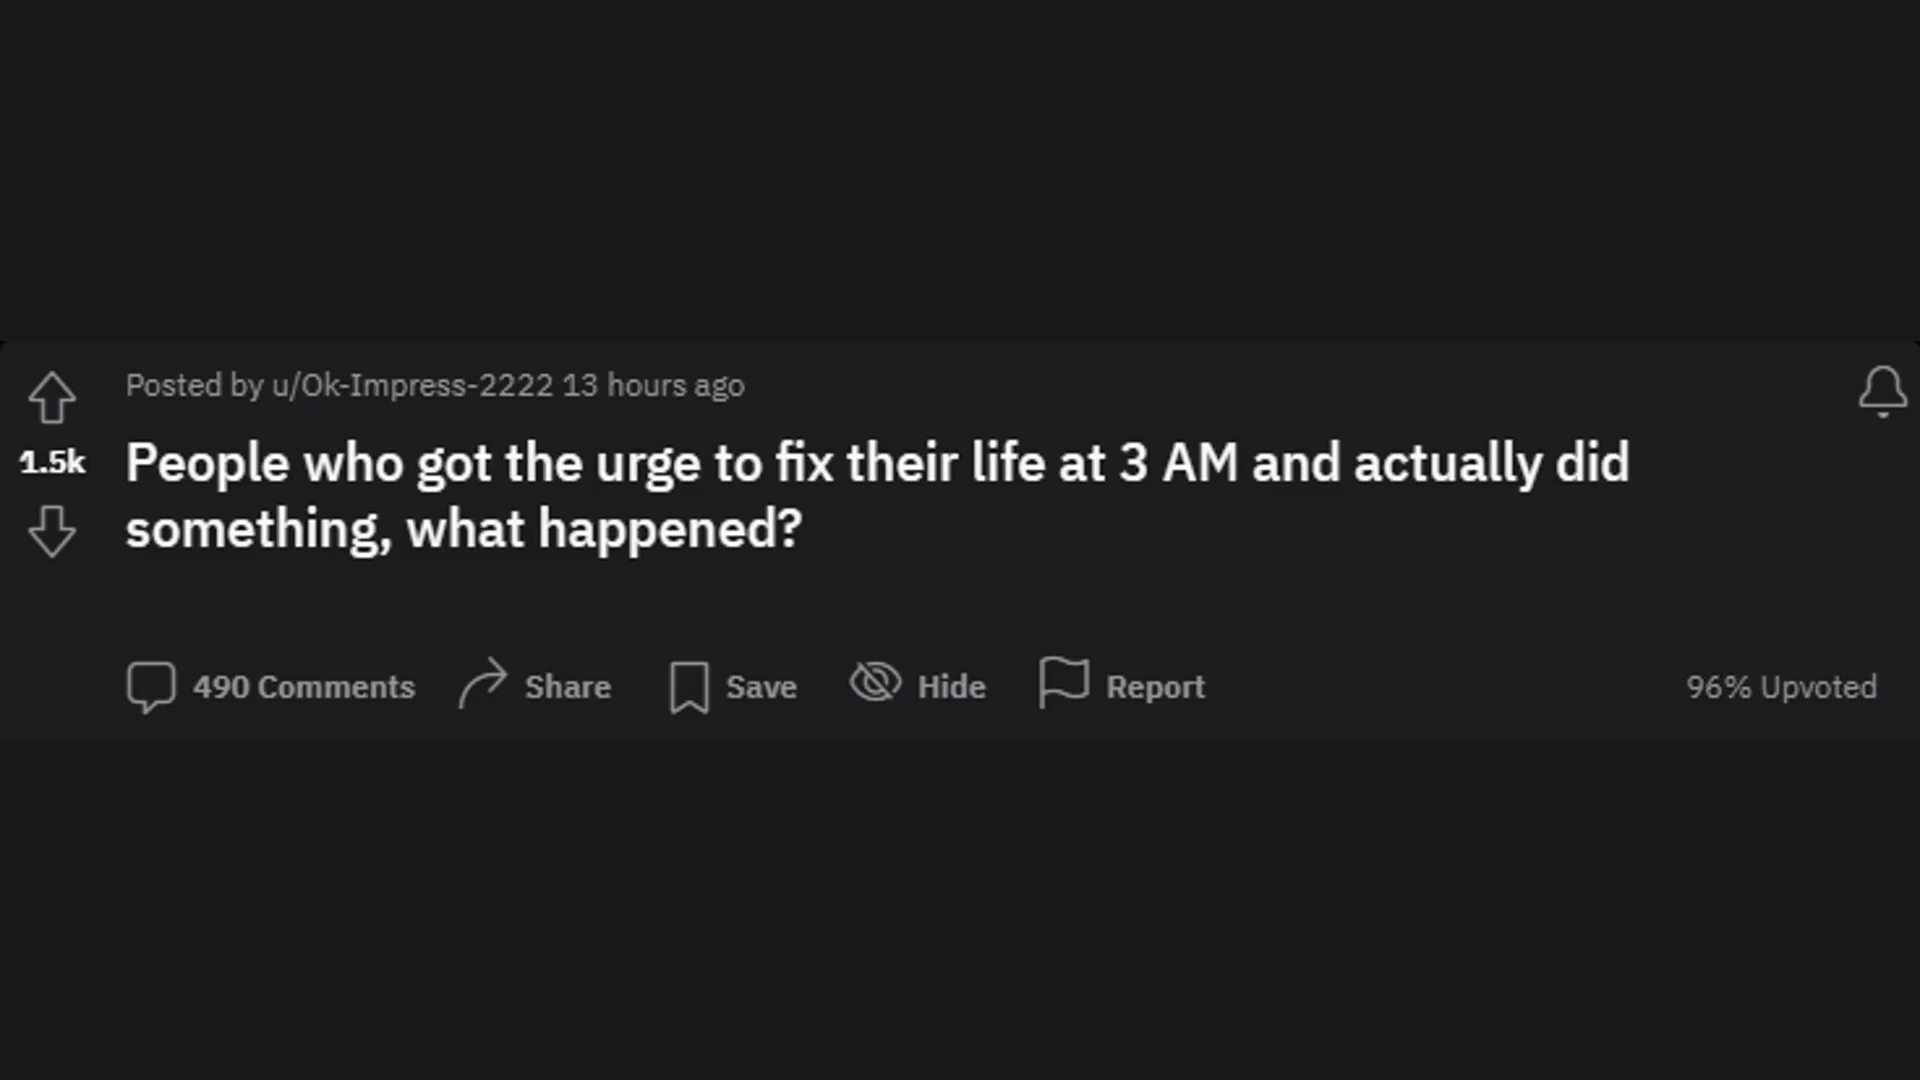 Posted by u/Ok-Impress-2222 13 hours ago
1.5k
People who got the urge to fix their life at 3 AM and actually did
something, what happened?
490 Comments Share Save Hide Report 96% Upvoted